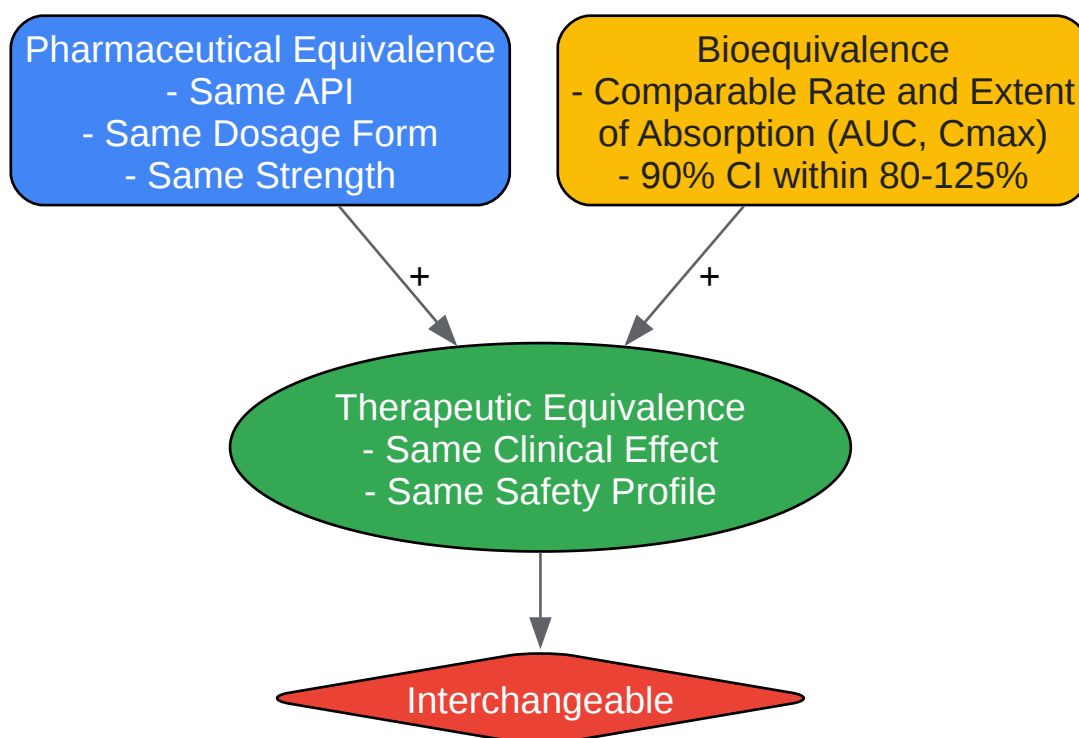 Pharmaceutical Equivalence
- Same API
- Same Dosage Form
- Same Strength
Bioequivalence
- Comparable Rate and Extent
of Absorption (AUC, Cmax)
- 90% CI within 80-125%
+
+
Therapeutic Equivalence
- Same Clinical Effect
- Same Safety Profile
Interchangeable